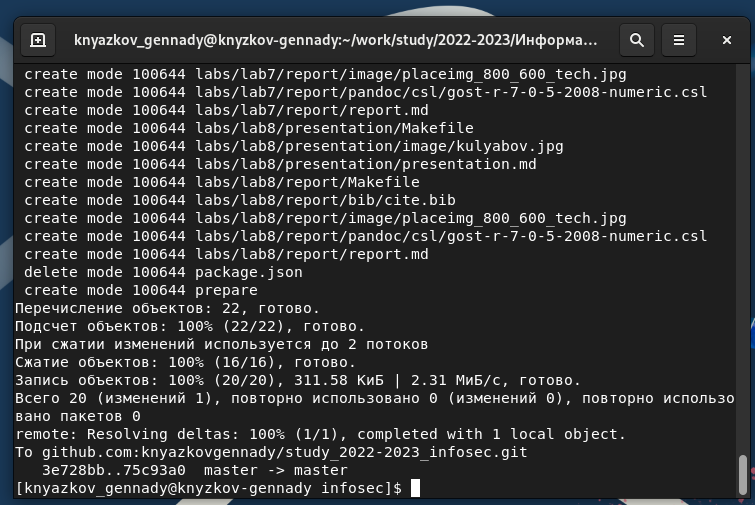 knyazkov_gennady@knyzkov-gennady:~/work/study/2022-2023/Информа...
create mode 100644 labs/lab7/report/image/placeimg_800_600_tech.jpg
create mode 100644 labs/lab7/report/pandoc/csl/gost-r-7-0-5-2008-numeric.csl
create mode 100644 labs/lab7/report/report.md
create mode 100644 labs/lab8/presentation/Makefile
create mode 100644 labs/lab8/presentation/image/kulyabov.jpg
create mode 100644 labs/lab8/presentation/presentation.md
create mode 100644 labs/lab8/report/Makefile
create mode 100644 labs/lab8/report/bib/cite.bib
create mode 100644 labs/lab8/report/image/placeimg_800_600_tech.jpg
create mode 100644 labs/lab8/report/pandoc/csl/gost-r-7-0-5-2008-numeric.csl
create mode 100644 labs/lab8/report/report.md
delete mode 100644 package.json
create mode 100644 prepare
Перечисление объектов: 22, готово.
Подсчет объектов: 100% (22/22), готово.
При сжатии изменений используется до 2 потоков
Сжатие объектов: 100% (16/16), готово.
Запись объектов: 100% (20/20), 311.58 КиБ | 2.31 МиБ/с, готово.
Всего 20 (изменений 1), повторно использовано 0 (изменений 0), повторно использо
вано пакетов 0
remote: Resolving deltas: 100% (1/1), completed with 1 local object.
To github.com:knyazkovgennady/study_2022-2023_infosec.git
3e728bb..75c93a0  master -> master
[knyazkov_gennady@knyzkov-gennady infosec]$